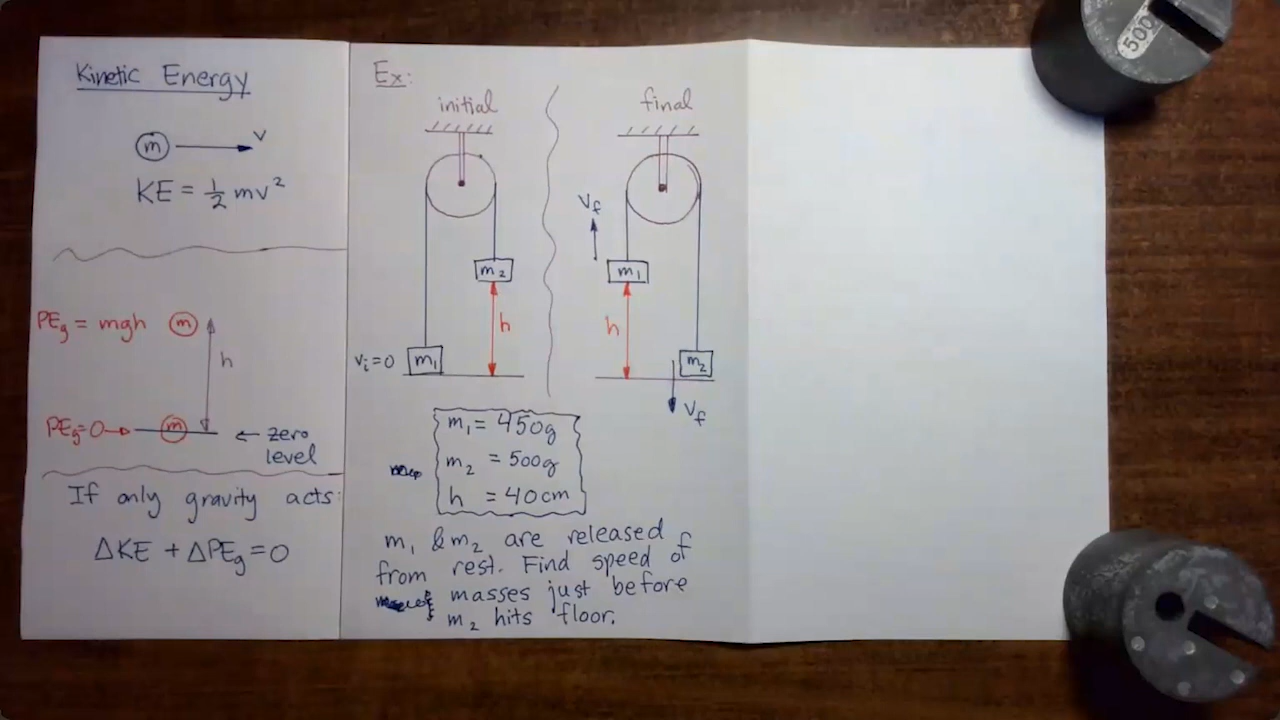 Kinetic Energy
m
v
KE = ½ mv²
PEg = mgh
m
h
PEg=0
m
zero
level
If only gravity acts:
ΔKE + ΔPEg = 0
Ex:
initial
m2
h
vi=0
m1
final
vf
m1
h
m2
vf
m1 = 450g
m2 = 500g
h = 40cm
m1 & m2 are released
from rest. Find speed of
masses just before
m2 hits floor.
500